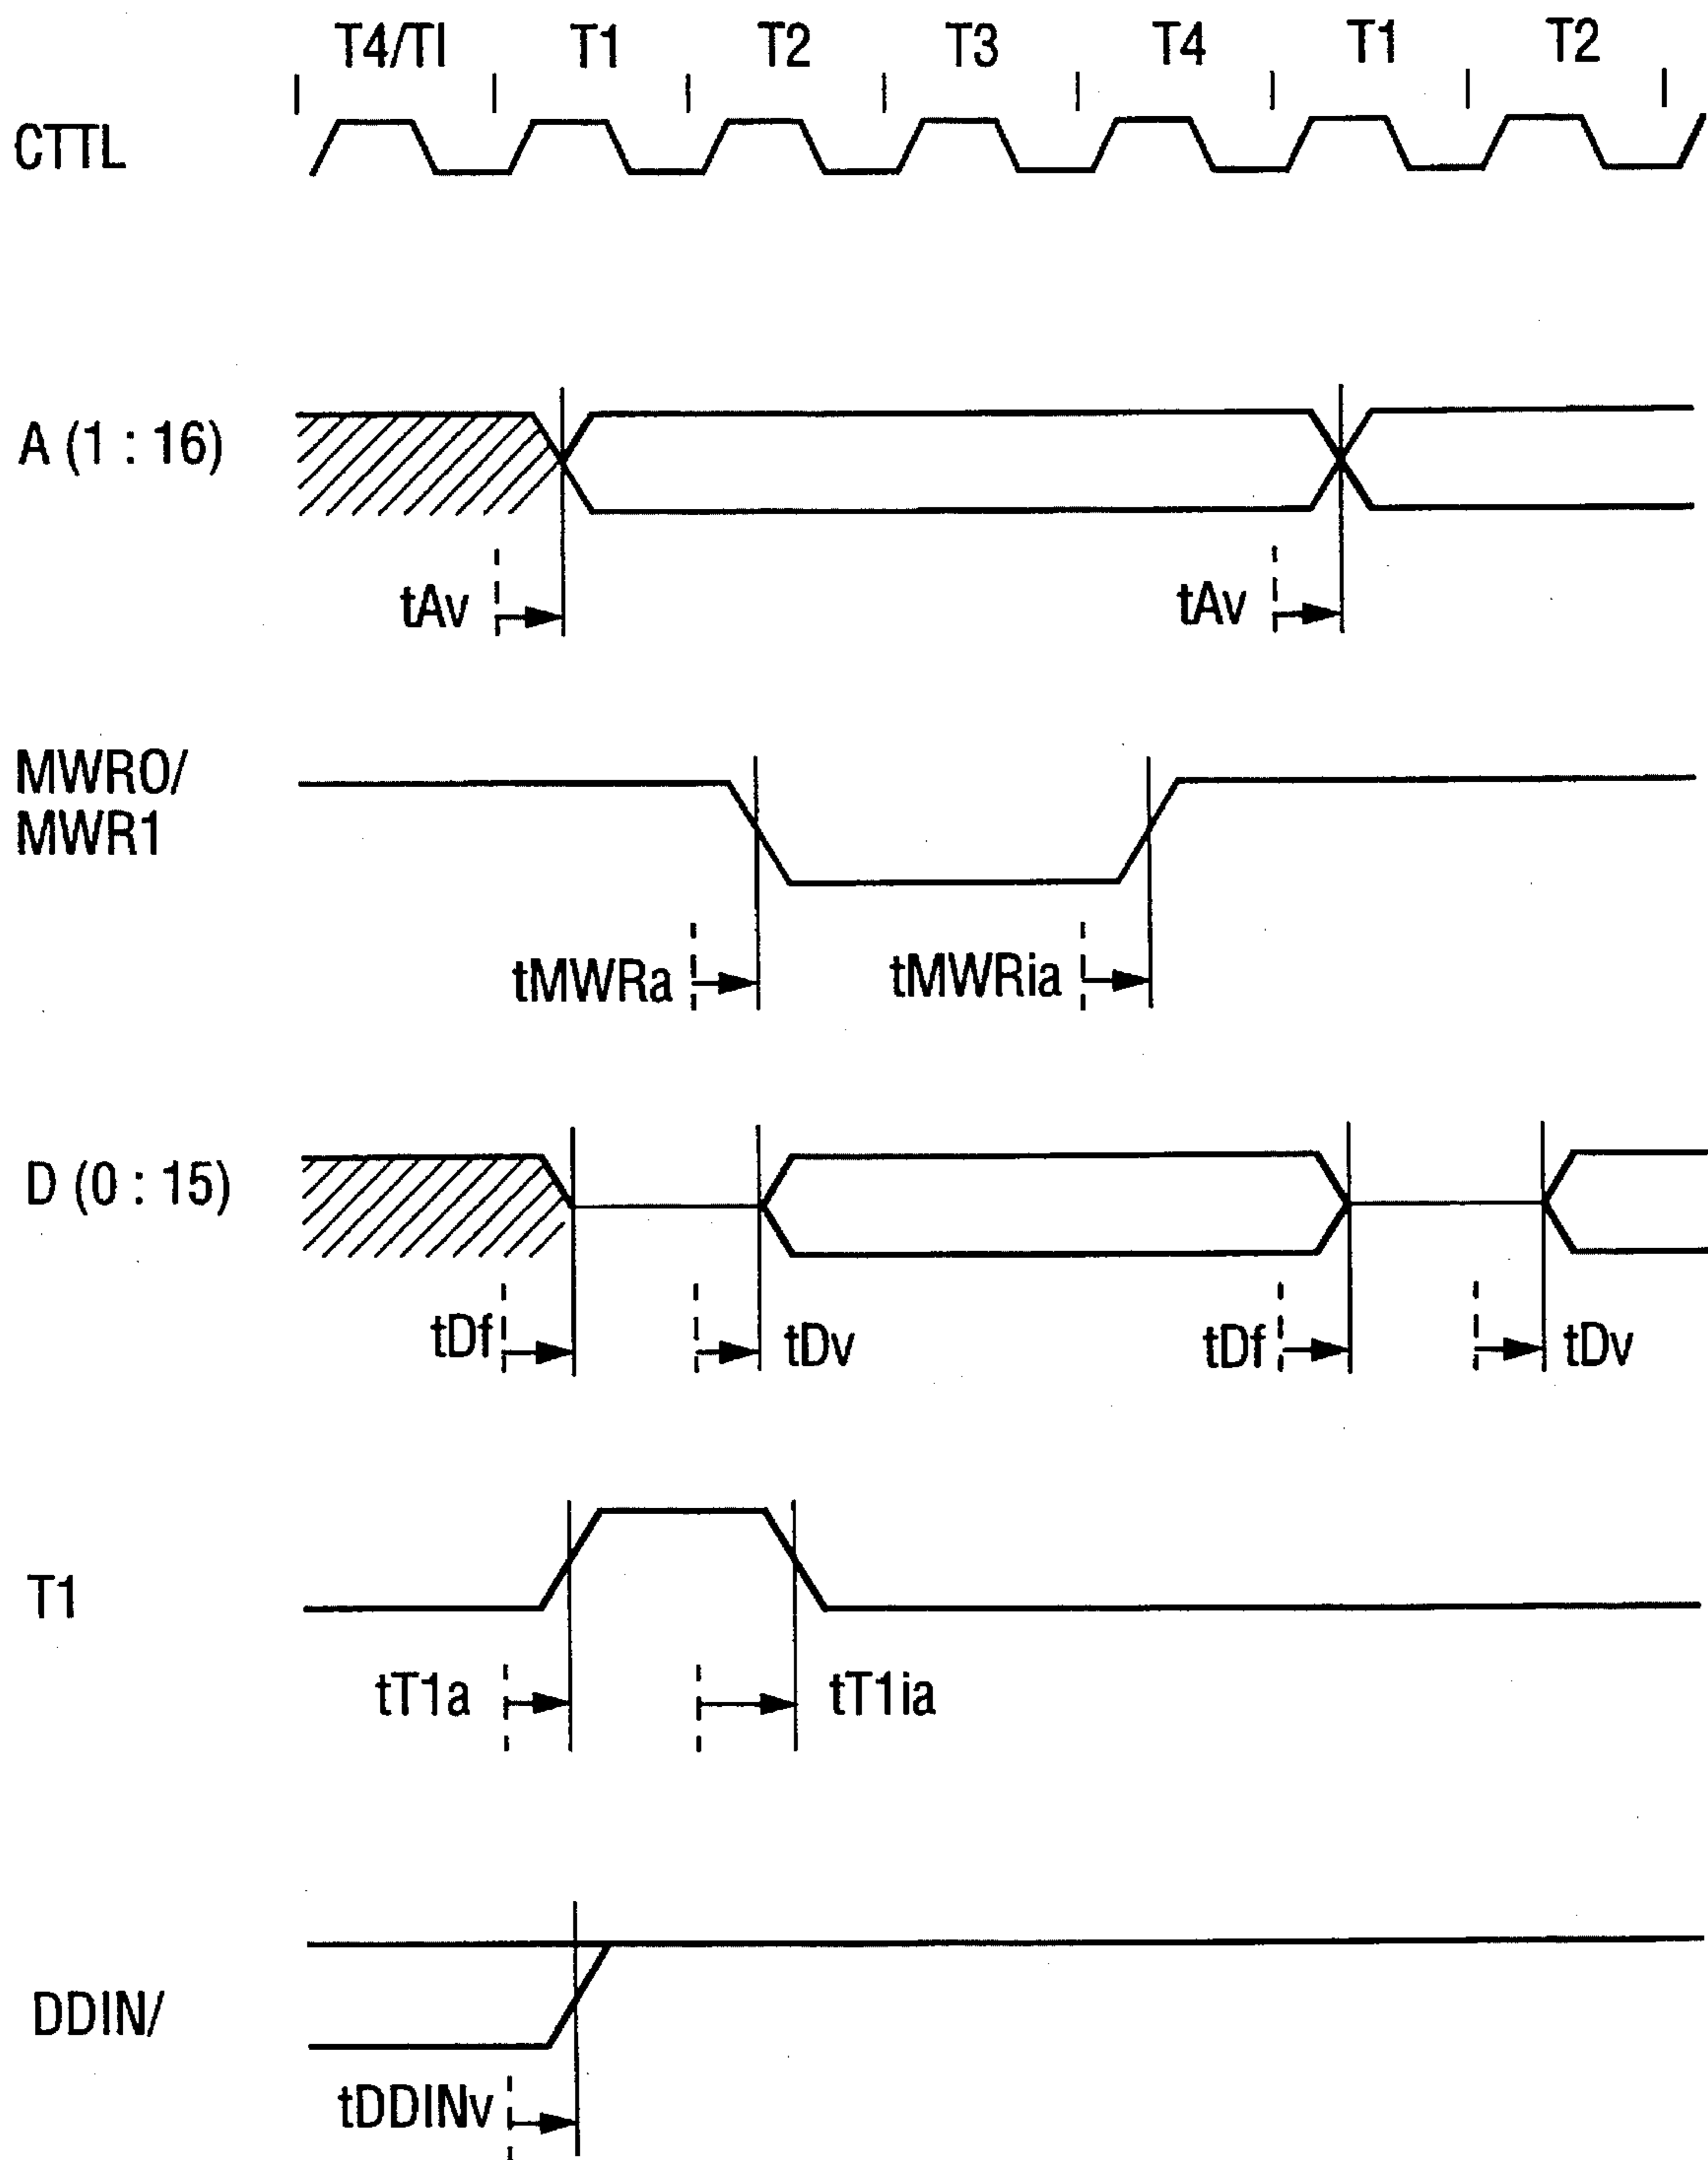 T4/TI T1 T2 T3 T4 T1 T2
CTTL
A (1 : 16)
tAv tAv
MWR0/
MWR1
tMWRa tMWRia
D (0 : 15)
tDf tDv tDf tDv
T1
tT1a tT1ia
DDIN/
tDDINv